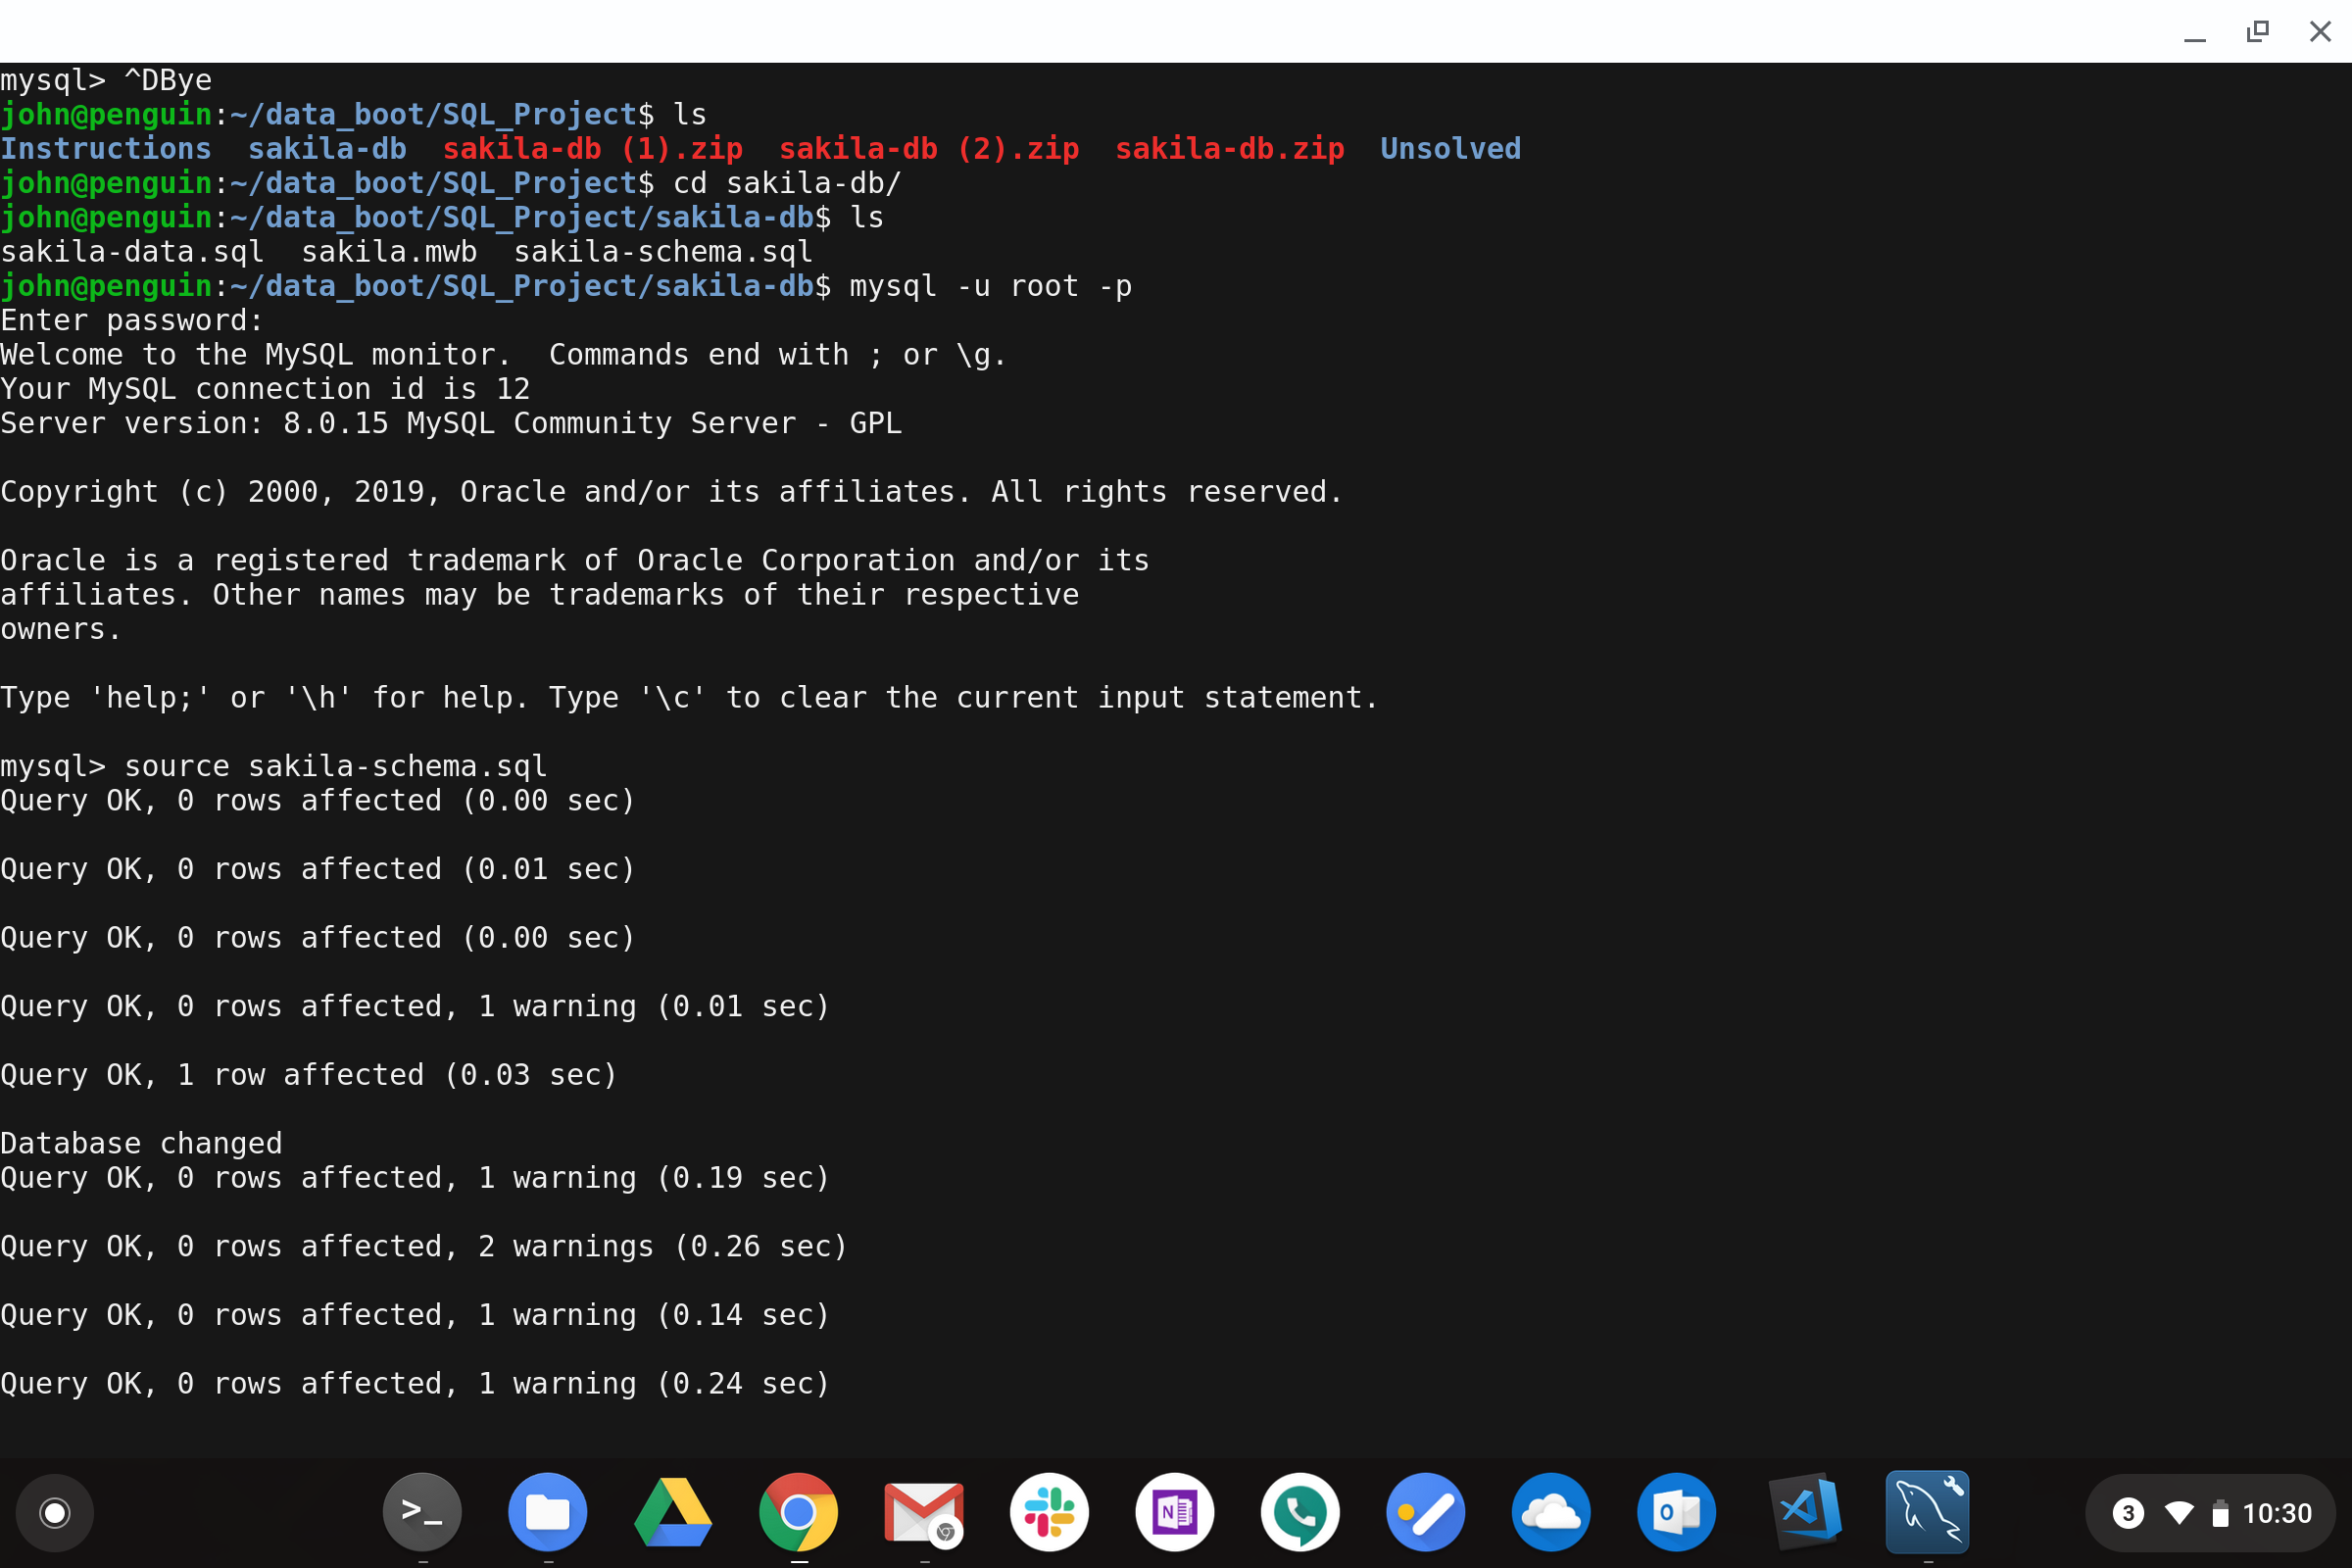 mysql> ^DBye
john@penguin:~/data_boot/SQL_Project$ ls
Instructions  sakila-db  sakila-db (1).zip  sakila-db (2).zip  sakila-db.zip  Unsolved
john@penguin:~/data_boot/SQL_Project$ cd sakila-db/
john@penguin:~/data_boot/SQL_Project/sakila-db$ ls
sakila-data.sql  sakila.mwb  sakila-schema.sql
john@penguin:~/data_boot/SQL_Project/sakila-db$ mysql -u root -p
Enter password:
Welcome to the MySQL monitor.  Commands end with ; or \g.
Your MySQL connection id is 12
Server version: 8.0.15 MySQL Community Server - GPL
Copyright (c) 2000, 2019, Oracle and/or its affiliates. All rights reserved.
Oracle is a registered trademark of Oracle Corporation and/or its
affiliates. Other names may be trademarks of their respective
owners.
Type 'help;' or '\h' for help. Type '\c' to clear the current input statement.
mysql> source sakila-schema.sql
Query OK, 0 rows affected (0.00 sec)
Query OK, 0 rows affected (0.01 sec)
Query OK, 0 rows affected (0.00 sec)
Query OK, 0 rows affected, 1 warning (0.01 sec)
Query OK, 1 row affected (0.03 sec)
Database changed
Query OK, 0 rows affected, 1 warning (0.19 sec)
Query OK, 0 rows affected, 2 warnings (0.26 sec)
Query OK, 0 rows affected, 1 warning (0.14 sec)
Query OK, 0 rows affected, 1 warning (0.24 sec)
>_ N O 3 10:30